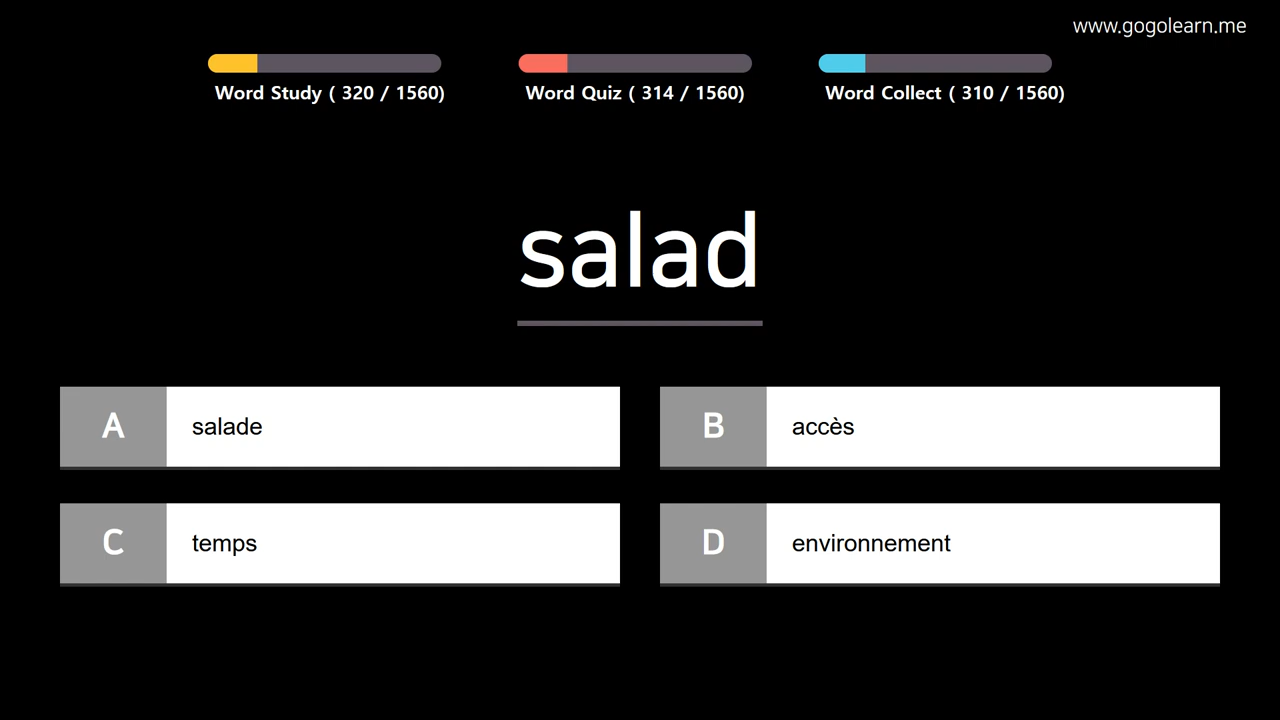 www.gogolearn.me
Word Study ( 320 / 1560)
Word Quiz ( 314 / 1560)
Word Collect ( 310 / 1560)
salad
A salade
B accès
C temps
D environnement